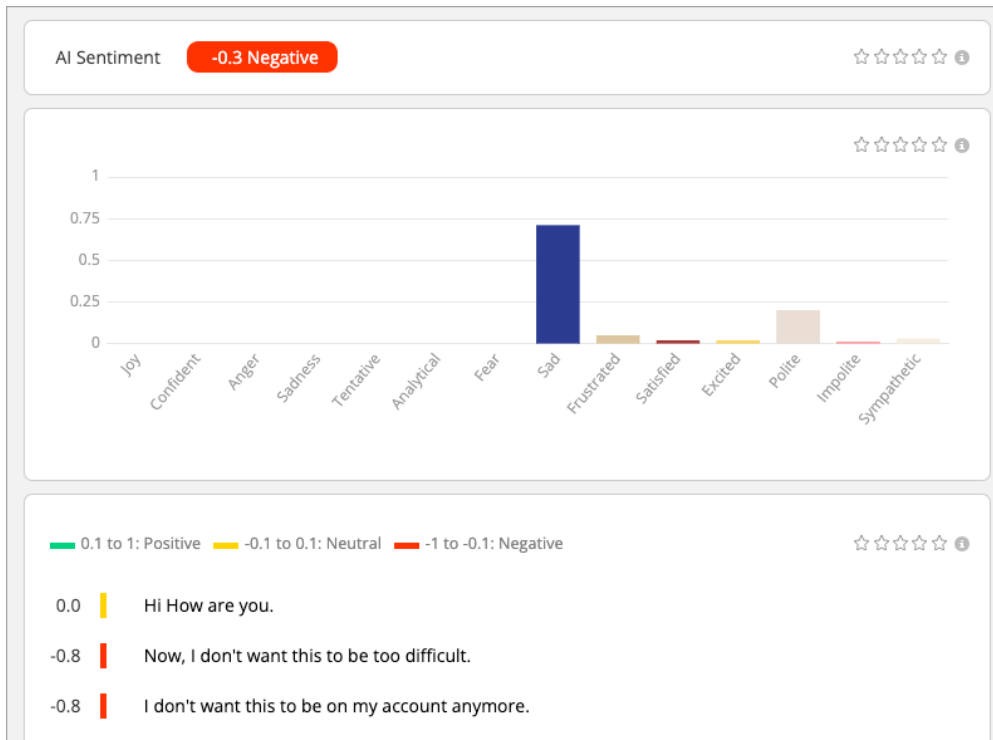 AI Sentiment -0.3 Negative
1
0.75
0.5
0.25
0
Joy
Confident
Anger
Sadness
Tentative
Analytical
Fear
Sad
Frustrated
Satisfied
Excited
Polite
Impolite
Sympathetic
0.1 to 1: Positive -0.1 to 0.1: Neutral -1 to -0.1: Negative
0.0 Hi How are you.
-0.8 Now, I don't want this to be too difficult.
-0.8 I don't want this to be on my account anymore.